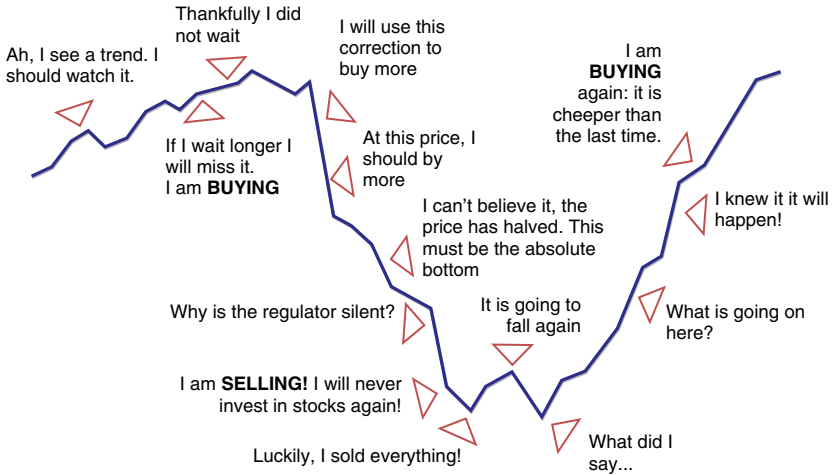 Ah, I see a trend. I
should watch it.
Thankfully I did
not wait
If I wait longer I
will miss it.
I am BUYING
I will use this
correction to
buy more
At this price, I
should by
more
I can't believe it, the
price has halved. This
must be the absolute
bottom
Why is the regulator silent?
I am SELLING! I will never
invest in stocks again!
Luckily, I sold everything!
It is going to
fall again
What did I
say...
What is going on
here?
I knew it it will
happen!
I am
BUYING
again: it is
cheeper than
the last time.